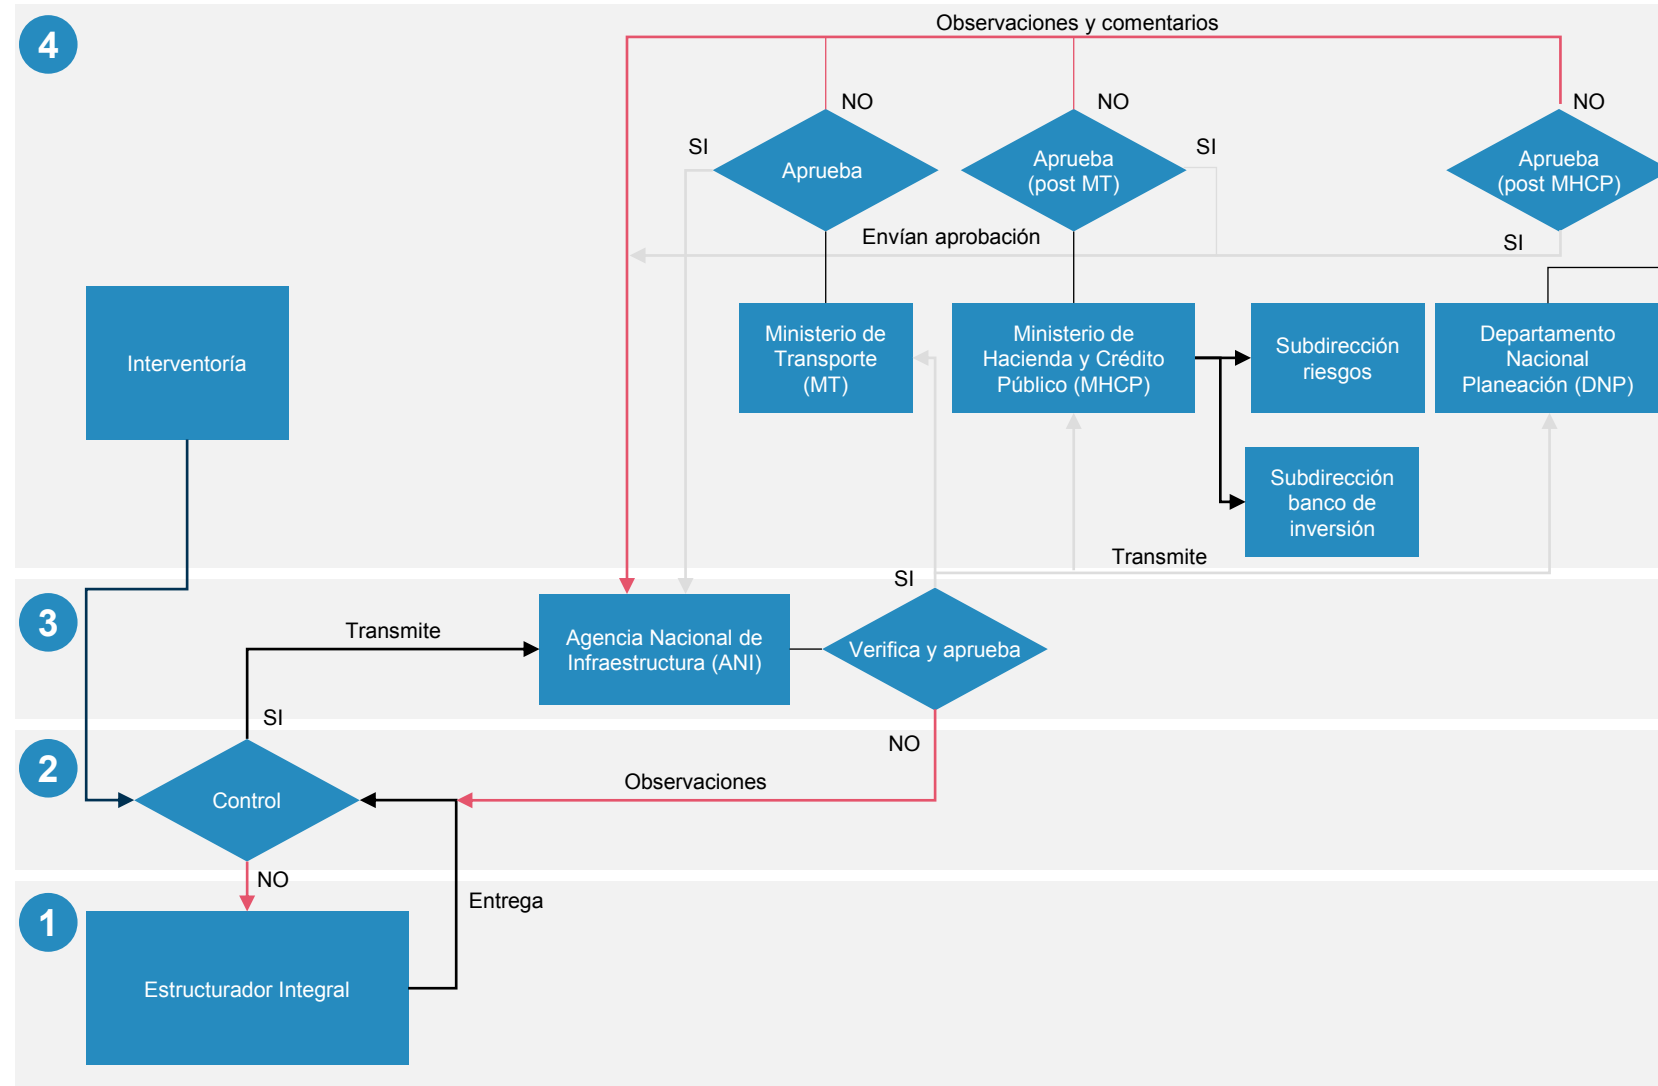 4
Observaciones y comentarios
NO
NO
NO
SI
Aprueba
Aprueba
(post MT)
SI
Aprueba
(post MHCP)
Envían aprobación
SI
Interventoría
Ministerio de
Transporte
(MT)
Ministerio de
Hacienda y Crédito
Público (MHCP)
Subdirección
riesgos
Departamento
Nacional
Planeación (DNP)
Subdirección
banco de
inversión
Transmite
SI
3
Transmite
Agencia Nacional de
Infraestructura (ANI)
Verifica y aprueba
SI
NO
2
Observaciones
Control
NO
Entrega
1
Estructurador Integral